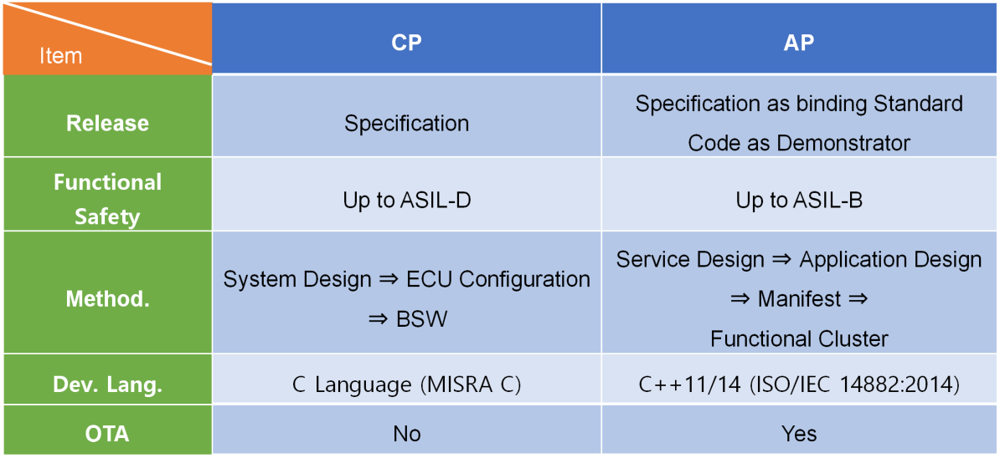 Item
CP
AP
Release
Specification
Specification as binding Standard
Code as Demonstrator
Functional
Safety
Up to ASIL-D
Up to ASIL-B
Method.
System Design ⇒ ECU Configuration
⇒ BSW
Service Design ⇒ Application Design
⇒ Manifest ⇒
Functional Cluster
Dev. Lang.
C Language (MISRA C)
C++11/14 (ISO/IEC 14882:2014)
OTA
No
Yes